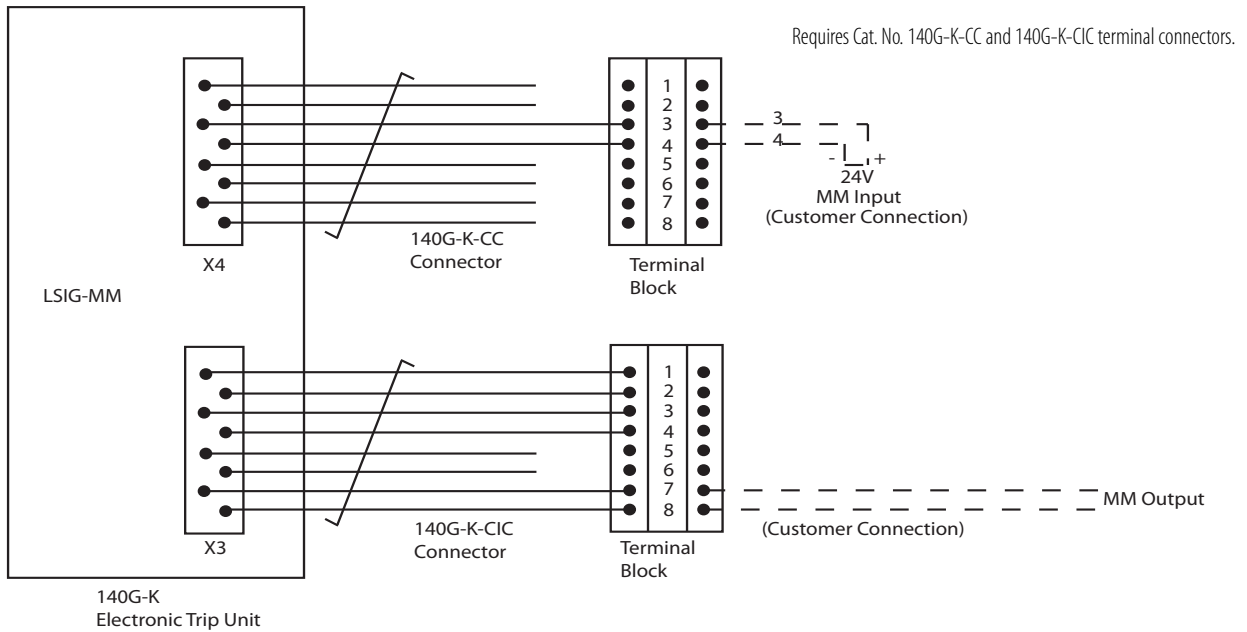 Requires Cat. No. 140G-K-CC and 140G-K-CIC terminal connectors.
1
2
3
4
5
6
7
8
3
4
- +
24V
MM Input
(Customer Connection)
140G-K-CC
Connector
X4
Terminal
Block
LSIG-MM
1
2
3
4
5
6
7
8
MM Output
(Customer Connection)
140G-K-CIC
Connector
X3
Terminal
Block
140G-K
Electronic Trip Unit